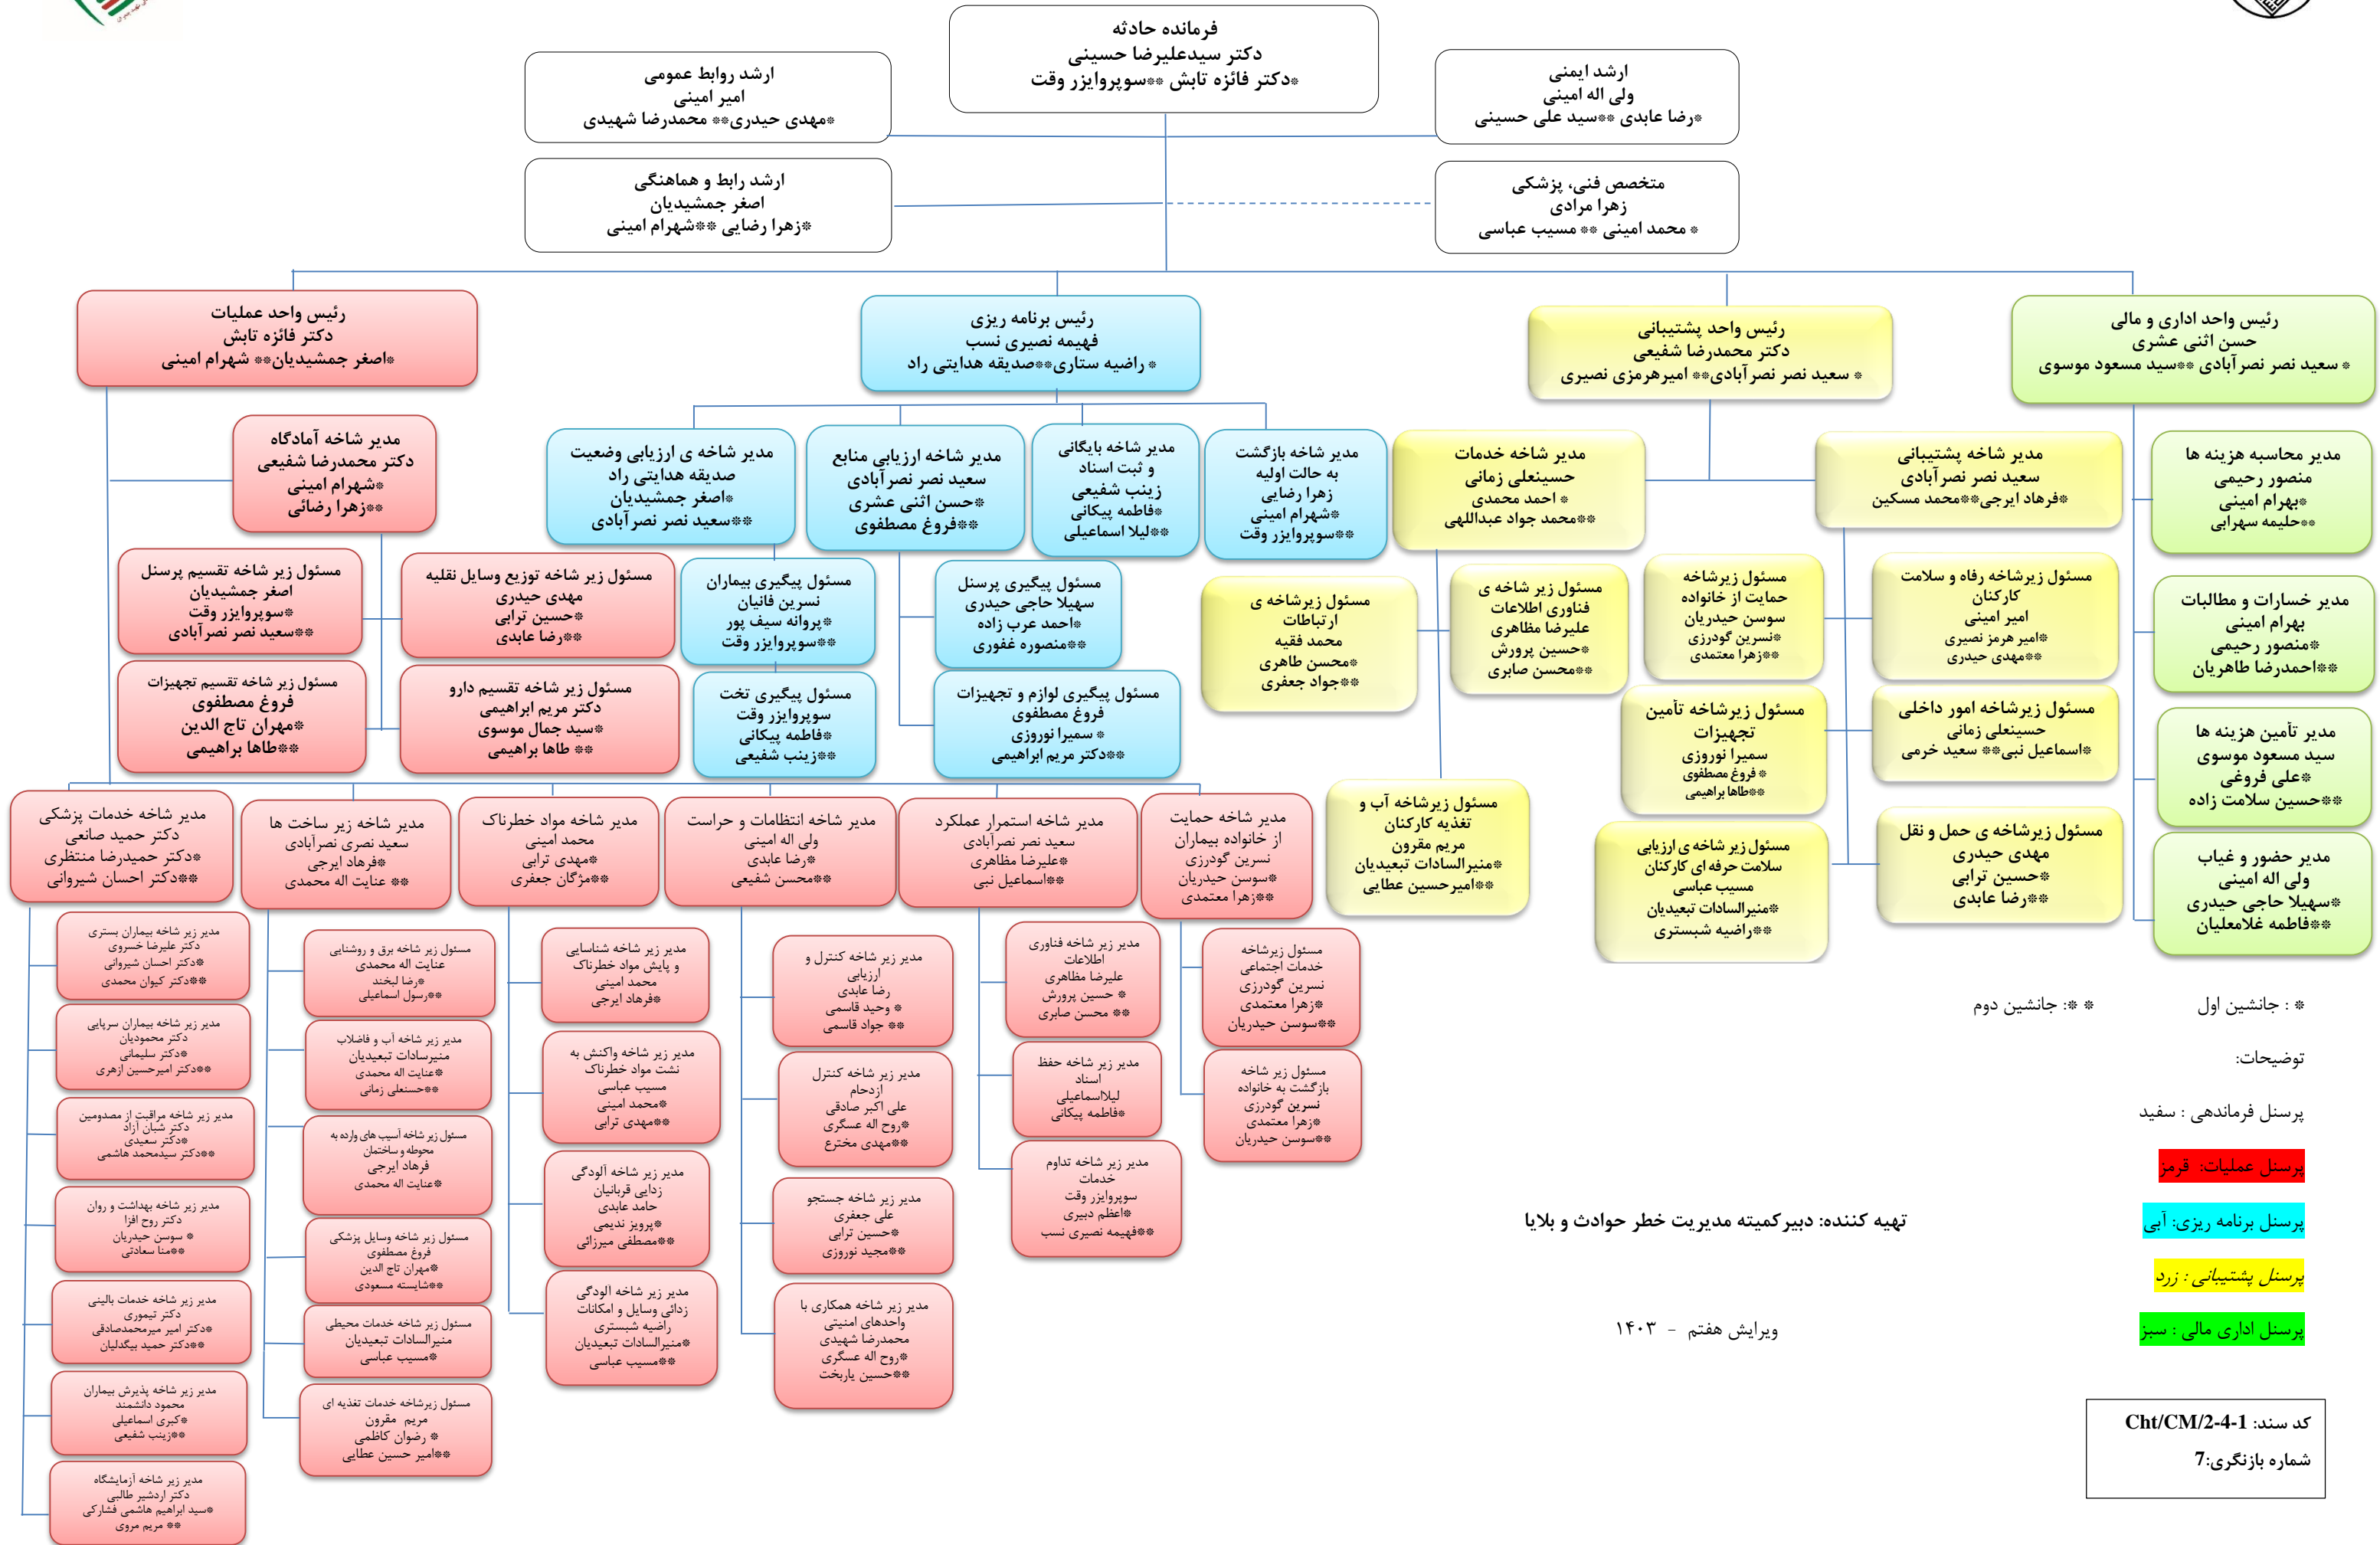 فرمانده حادثه
دکتر سیدعلیرضا حسینی
*دکتر فائزه تابش **سوپروایزر وقت
ارشد ایمنی
ولی اله امینی
*رضا عابدی **سید علی حسینی
ارشد روابط عمومی
امیر امینی
*مهدی حیدری** محمدرضا شهیدی
متخصص فنی، پزشکی
زهرا مرادی
* محمد امینی ** مسیب عباسی
ارشد رابط و هماهنگی
اصغر جمشیدیان
*زهرا رضایی **شهرام امینی
رئیس واحد اداری و مالی
حسن اثنی عشری
* سعید نصر نصرآبادی **سید مسعود موسوی
رئیس واحد پشتیبانی
دکتر محمدرضا شفیعی
* سعید نصر نصرآبادی** امیرهرمزی نصیری
رئیس برنامه ریزی
فهیمه نصیری نسب
* راضیه ستاری**صدیقه هدایتی راد
رئیس واحد عملیات
دکتر فائزه تابش
*اصغر جمشیدیان** شهرام امینی
مدیر محاسبه هزینه ها
منصور رحیمی
*بهرام امینی
**حلیمه سهرابی
مدیر خسارات و مطالبات
بهرام امینی
*منصور رحیمی
**احمدرضا طاهریان
مدیر تأمین هزینه ها
سید مسعود موسوی
*علی فروغی
**حسین سلامت زاده
مدیر حضور و غیاب
ولی اله امینی
*سهیلا حاجی حیدری
**فاطمه غلامعلیان
مدیر شاخه پشتیبانی
سعید نصر نصرآبادی
*فرهاد ایرجی**محمد مسکین
مدیر شاخه خدمات
حسینعلی زمانی
* احمد محمدی
**محمد جواد عبداللهی
مسئول زیرشاخه رفاه و سلامت
کارکنان
امیر امینی
*امیر هرمز نصیری
**مهدی حیدری
مسئول زیرشاخه
حمایت از خانواده
سوسن حیدریان
*نسرین گودرزی
**زهرا معتمدی
مسئول زیرشاخه امور داخلی
حسینعلی زمانی
*اسماعیل نبی** سعید خرمی
مسئول زیرشاخه تأمین
تجهیزات
سمیرا نوروزی
* فروغ مصطفوی
**طاها براهیمی
مسئول زیرشاخه ی حمل و نقل
مهدی حیدری
*حسین ترابی
**رضا عابدی
مسئول زیر شاخه ی ارزیابی
سلامت حرفه ای کارکنان
مسیب عباسی
*منیرالسادات تبعیدیان
**راضیه شبستری
مسئول زیر شاخه ی
فناوری اطلاعات
علیرضا مظاهری
*حسین پرورش
**محسن صابری
مسئول زیرشاخه ی
ارتباطات
محمد فقیه
*محسن طاهری
**جواد جعفری
مسئول زیرشاخه آب و
تغذیه کارکنان
مریم مقرون
*منیرالسادات تبعیدیان
**امیرحسین عطایی
مدیر شاخه بازگشت
به حالت اولیه
زهرا رضایی
*شهرام امینی
**سوپروایزر وقت
مدیر شاخه بایگانی
و ثبت اسناد
زینب شفیعی
*فاطمه پیکانی
**لیلا اسماعیلی
مدیر شاخه ارزیابی منابع
سعید نصر نصرآبادی
*حسن اثنی عشری
**فروغ مصطفوی
مدیر شاخه ی ارزیابی وضعیت
صدیقه هدایتی راد
*اصغر جمشیدیان
**سعید نصر نصرآبادی
مسئول پیگیری پرسنل
سهیلا حاجی حیدری
*احمد عرب زاده
**منصوره غفوری
مسئول پیگیری لوازم و تجهیزات
فروغ مصطفوی
* سمیرا نوروزی
**دکتر مریم ابراهیمی
مسئول پیگیری بیماران
نسرین فانیان
*پروانه سیف پور
**سوپروایزر وقت
مسئول پیگیری تخت
سوپروایزر وقت
*فاطمه پیکانی
**زینب شفیعی
مدیر شاخه آمادگاه
دکتر محمدرضا شفیعی
*شهرام امینی
**زهرا رضائی
مسئول زیر شاخه توزیع وسایل نقلیه
مهدی حیدری
*حسین ترابی
**رضا عابدی
مسئول زیر شاخه تقسیم پرسنل
اصغر جمشیدیان
*سوپروایزر وقت
**سعید نصر نصرآبادی
مسئول زیر شاخه تقسیم دارو
دکتر مریم ابراهیمی
*سید جمال موسوی
** طاها براهیمی
مسئول زیر شاخه تقسیم تجهیزات
فروغ مصطفوی
*مهران تاج الدین
**طاها براهیمی
مدیر شاخه حمایت
از خانواده بیماران
نسرین گودرزی
*سوسن حیدریان
**زهرا معتمدی
مسئول زیرشاخه
خدمات اجتماعی
نسرین گودرزی
*زهرا معتمدی
**سوسن حیدریان
مسئول زیر شاخه
بازگشت به خانواده
نسرین گودرزی
*زهرا معتمدی
**سوسن حیدریان
مدیر شاخه استمرار عملکرد
سعید نصر نصرآبادی
*علیرضا مظاهری
**اسماعیل نبی
مدیر زیر شاخه فناوری
اطلاعات
علیرضا مظاهری
* حسین پرورش
** محسن صابری
مدیر زیر شاخه حفظ
اسناد
لیلااسماعیلی
*فاطمه پیکانی
مدیر زیر شاخه تداوم
خدمات
سوپروایزر وقت
*اعظم دبیری
**فهیمه نصیری نسب
مدیر شاخه انتظامات و حراست
ولی اله امینی
*رضا عابدی
**محسن شفیعی
مدیر زیر شاخه کنترل و
ارزیابی
رضا عابدی
* وحید قاسمی
** جواد قاسمی
مدیر زیر شاخه کنترل
ازدحام
علی اکبر صادقی
*روح اله عسگری
**مهدی مخترع
مدیر زیر شاخه جستجو
علی جعفری
*حسین ترابی
**مجید نوروزی
مدیر زیر شاخه همکاری با
واحدهای امنیتی
محمدرضا شهیدی
*روح اله عسگری
**حسین یاربخت
مدیر شاخه مواد خطرناک
محمد امینی
*مهدی ترابی
**مژگان جعفری
مدیر زیر شاخه شناسایی
و پایش مواد خطرناک
محمد امینی
*فرهاد ایرجی
مدیر زیر شاخه واکنش به
نشت مواد خطرناک
مسیب عباسی
*محمد امینی
**مهدی ترابی
مدیر زیر شاخه آلودگی
زدایی قربانیان
حامد عابدی
*پرویز ندیمی
**مصطفی میرزائی
مدیر زیر شاخه آلودگی
زدائی وسایل و امکانات
راضیه شبستری
*منیرالسادات تبعیدیان
**مسیب عباسی
مدیر شاخه زیر ساخت ها
سعید نصری نصرآبادی
*فرهاد ایرجی
** عنایت اله محمدی
مسئول زیر شاخه برق و روشنایی
عنایت اله محمدی
*رضا لبخند
**رسول اسماعیلی
مدیر زیر شاخه آب و فاضلاب
منیرسادات تبعیدیان
*عنایت اله محمدی
**حسنعلی زمانی
مسئول زیر شاخه آسیب های وارده به
محوطه و ساختمان
فرهاد ایرجی
*عنایت اله محمدی
مسئول زیر شاخه وسایل پزشکی
فروغ مصطفوی
*مهران تاج الدین
**شایسته مسعودی
مسئول زیر شاخه خدمات محیطی
منیرالسادات تبعیدیان
*مسیب عباسی
مسئول زیرشاخه خدمات تغذیه ای
مریم مقرون
* رضوان کاظمی
**امیر حسین عطایی
مدیر شاخه خدمات پزشکی
دکتر حمید صانعی
*دکتر حمیدرضا منتظری
**دکتر احسان شیروانی
مدیر زیر شاخه بیماران بستری
دکتر علیرضا خسروی
*دکتر احسان شیروانی
**دکتر کیوان محمدی
مدیر زیر شاخه بیماران سرپایی
دکتر محمودیان
*دکتر سلیمانی
**دکتر امیرحسین ازهری
مدیر زیر شاخه مراقبت از مصدومین
دکتر شبان آزاد
*دکتر سعیدی
**دکتر سیدمحمد هاشمی
مدیر زیر شاخه بهداشت و روان
دکتر روح افزا
* سوسن حیدریان
**منا سعادتی
مدیر زیر شاخه خدمات بالینی
دکتر تیموری
*دکتر امیر میرمحمدصادقی
**دکتر حمید بیگدلیان
مدیر زیر شاخه پذیرش بیماران
محمود دانشمند
*کبری اسماعیلی
**زینب شفیعی
مدیر زیر شاخه آزمایشگاه
دکتر اردشیر طالبی
*سید ابراهیم هاشمی فشارکی
** مریم مروی
* : جانشین اول * *: جانشین دوم
توضیحات:
پرسنل فرماندهی : سفید
پرسنل عملیات: قرمز
پرسنل برنامه ریزی: آبی
پرسنل پشتیبانی : زرد
پرسنل اداری مالی : سبز
تهیه کننده: دبیرکمیته مدیریت خطر حوادث و بلایا
ویرایش هفتم - ۱۴۰۳
کد سند: Cht/CM/2-4-1
شماره بازنگری:7